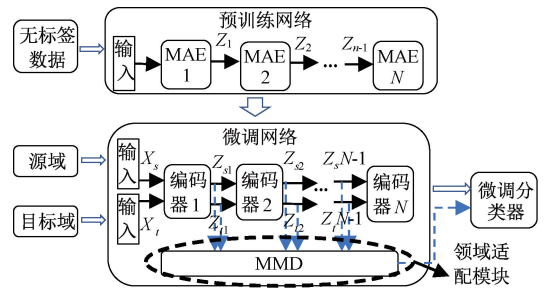 预训练网络
无标签
数据
输入
MAE
1
Z1
MAE
2
Z2
...
Zn-1
MAE
N
微调网络
源域
目标域
输入
输入
Xs
Xt
编码
器1
Zs1
Zt1
编码
器2
Zs2
Zt2
...
ZsN-1
ZtN-1
编码
器N
微调分
类器
MMD
领域适
配模块